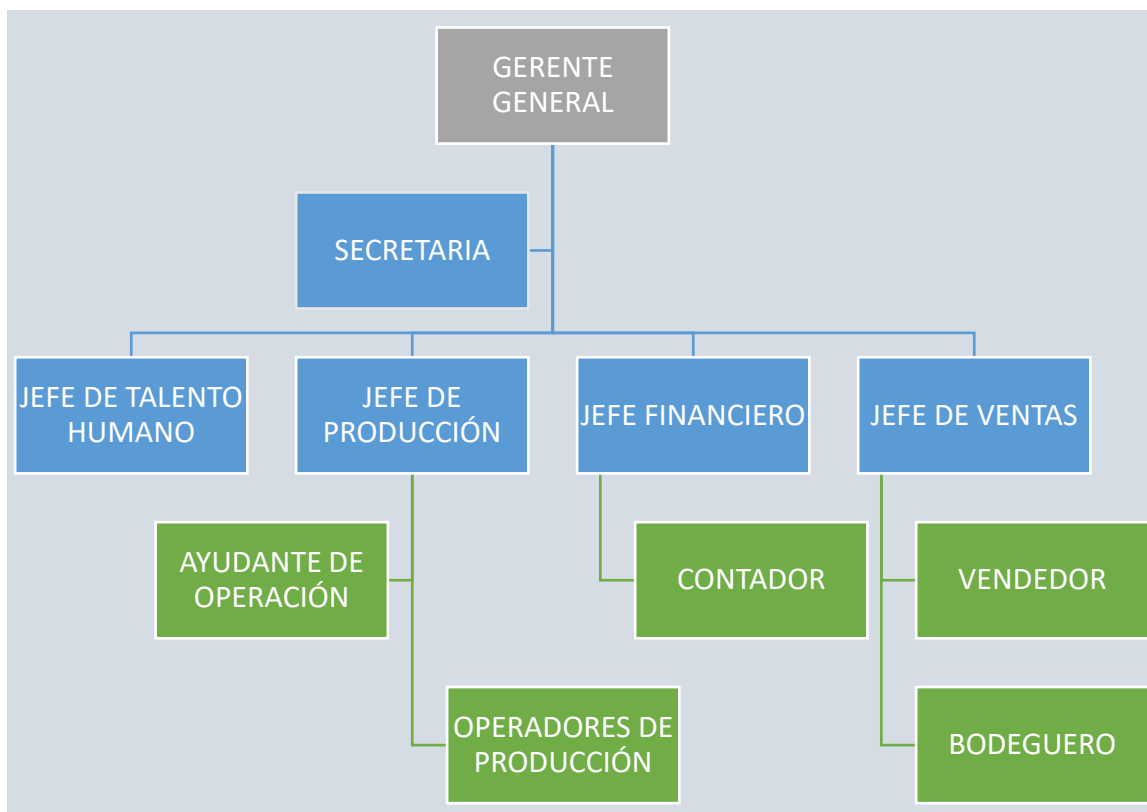 GERENTE
GENERAL
SECRETARIA
JEFE DE TALENTO
HUMANO
JEFE DE
PRODUCCIÓN
JEFE FINANCIERO
JEFE DE VENTAS
AYUDANTE DE
OPERACIÓN
CONTADOR
VENDEDOR
OPERADORES DE
PRODUCCIÓN
BODEGUERO